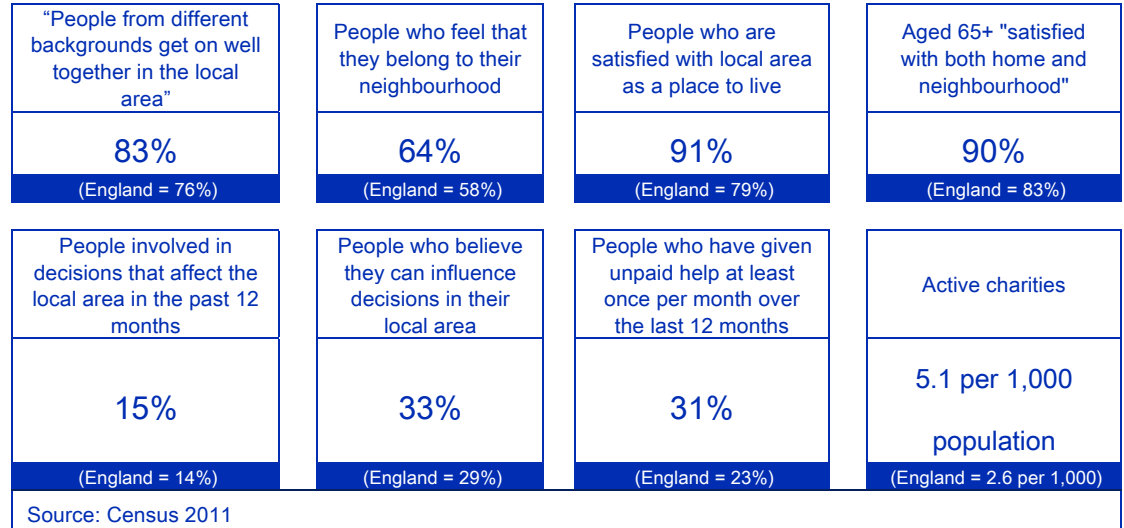 “People from different
backgrounds get on well
together in the local
area”
83%
(England = 76%)
People who feel that
they belong to their
neighbourhood
64%
(England = 58%)
People who are
satisfied with local area
as a place to live
91%
(England = 79%)
Aged 65+ "satisfied
with both home and
neighbourhood"
90%
(England = 83%)
People involved in
decisions that affect the
local area in the past 12
months
15%
(England = 14%)
People who believe
they can influence
decisions in their
local area
33%
(England = 29%)
People who have given
unpaid help at least
once per month over
the last 12 months
31%
(England = 23%)
Active charities
5.1 per 1,000
population
(England = 2.6 per 1,000)
Source: Census 2011